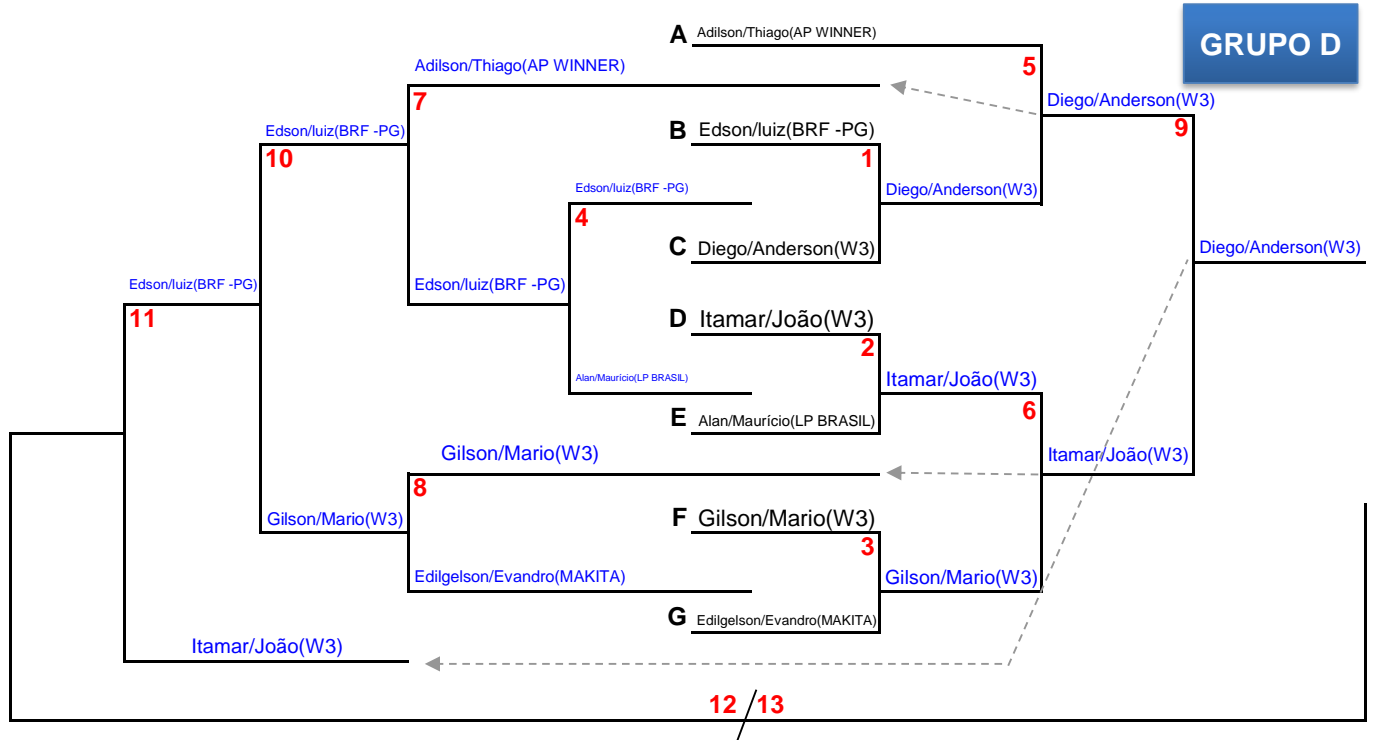 GRUPO D
A Adilson/Thiago(AP WINNER)
5
Adilson/Thiago(AP WINNER)
7
Diego/Anderson(W3)
9
B Edson/luiz(BRF -PG)
1
Edson/luiz(BRF -PG)
10
Edson/luiz(BRF -PG)
4
Diego/Anderson(W3)
C Diego/Anderson(W3)
Diego/Anderson(W3)
Edson/luiz(BRF -PG)
11
Edson/luiz(BRF -PG)
D Itamar/João(W3)
2
Alan/Maurício(LP BRASIL)
Itamar/João(W3)
6
E Alan/Maurício(LP BRASIL)
Gilson/Mario(W3)
8
Itamar/João(W3)
Gilson/Mario(W3)
F Gilson/Mario(W3)
3
Edilgelson/Evandro(MAKITA)
Gilson/Mario(W3)
G Edilgelson/Evandro(MAKITA)
Itamar/João(W3)
12 / 13